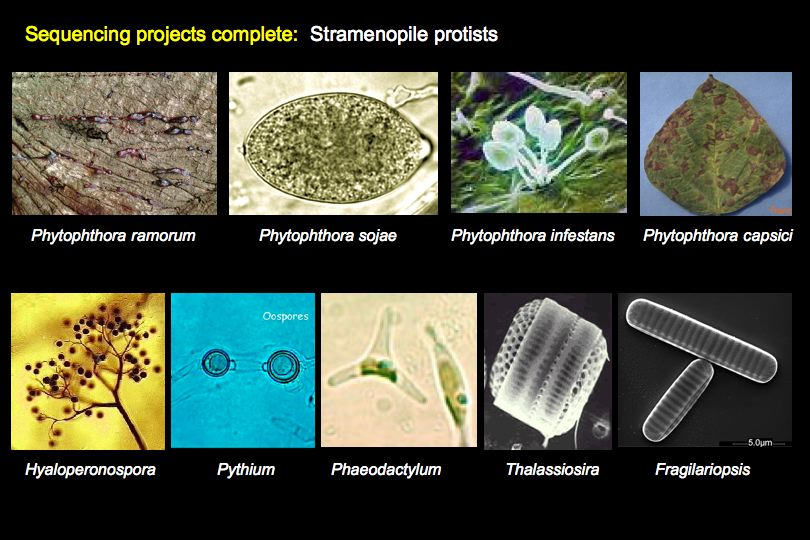 Sequencing projects complete: Stramenopile protists
Phytophthora ramorum
Phytophthora sojae
Phytophthora infestans
Phytophthora capsici
Oospores
5.0µm
Hyaloperonospora
Pythium
Phaeodactylum
Thalassiosira
Fragilariopsis